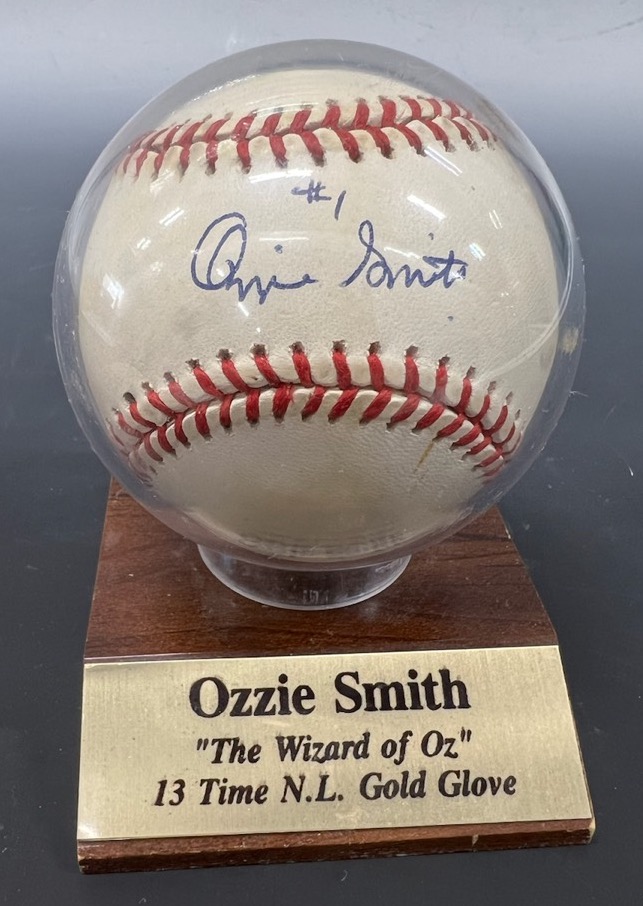 #1
Ozzie Smith
Ozzie Smith
"The Wizard of Oz"
13 Time N.L. Gold Glove